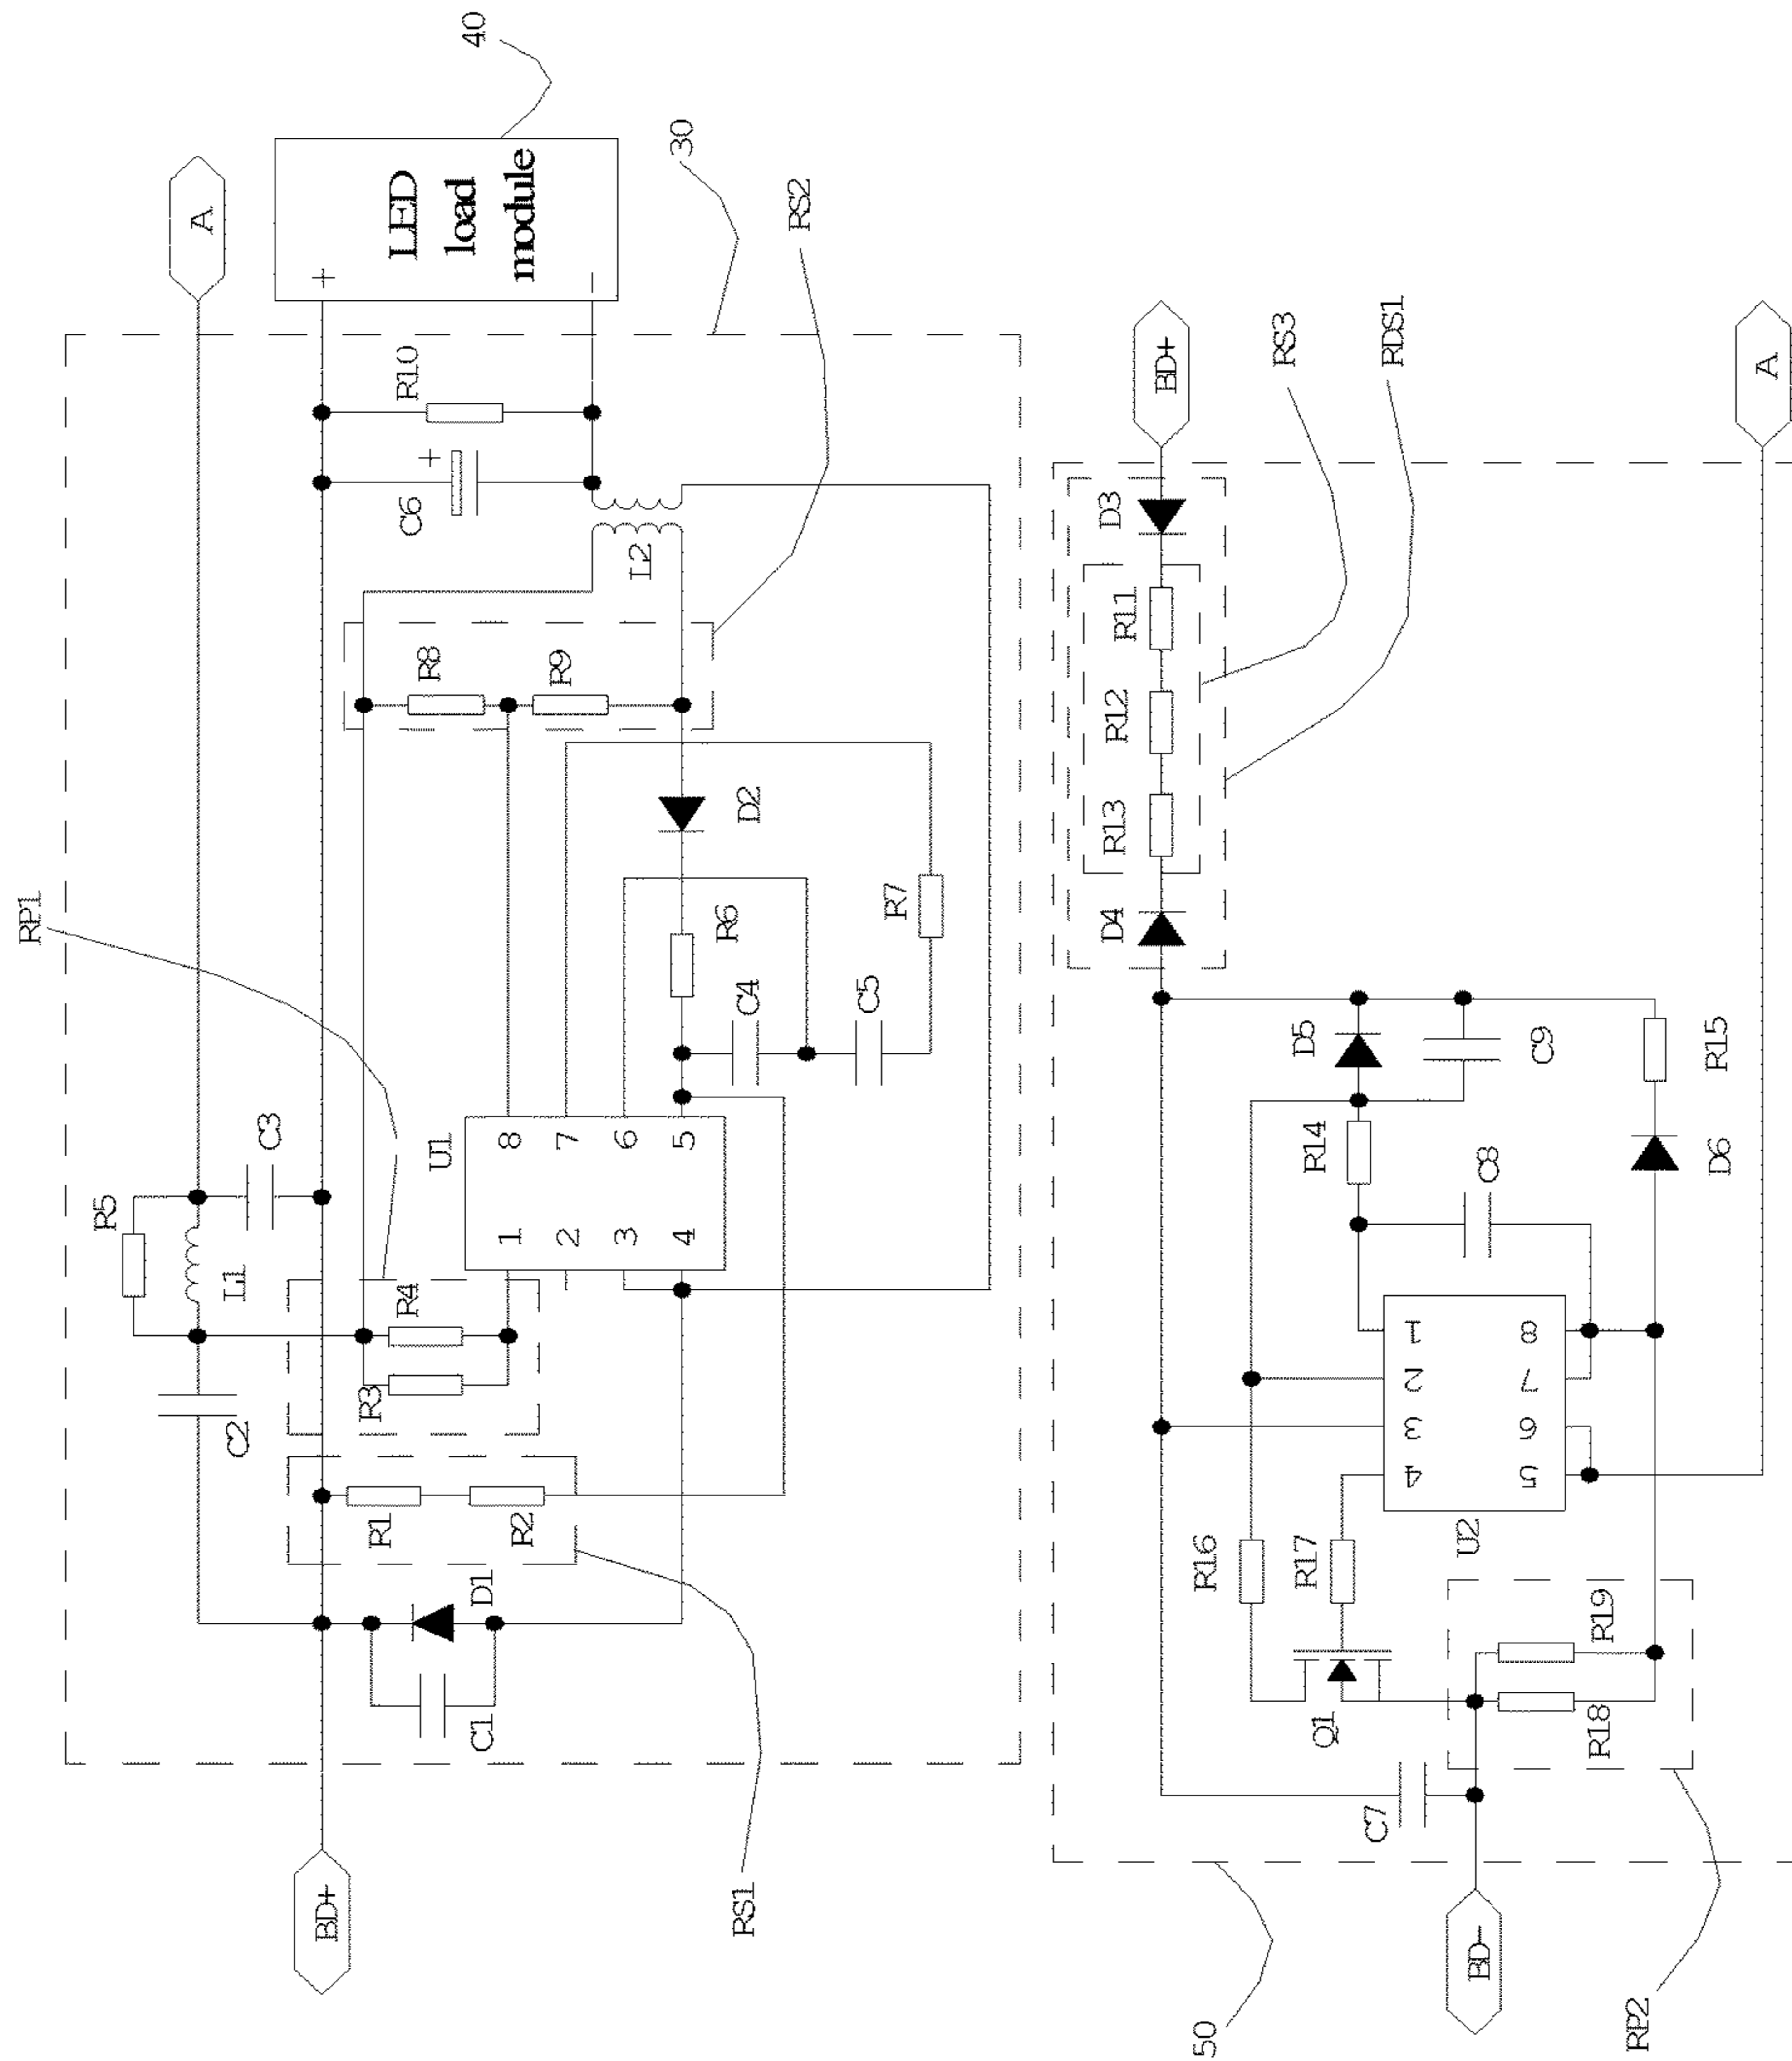 40
A
LED
load
module
+
−
30
RS2
R10
+
C6
L2
R8
R9
D2
R6
R7
C4
C5
RP1
U1
8
7
6
5
1
2
3
4
R5
L1
C3
R4
R3
C2
R1
R2
D1
C1
BD+
RS1
BD+
RS3
RDS1
A
D3
R11
R12
R13
D4
D5
C9
R15
R14
C8
D6
1
2
3
4
8
7
6
5
U2
R16
R17
R19
R18
Q1
C7
BD-
50
RP2